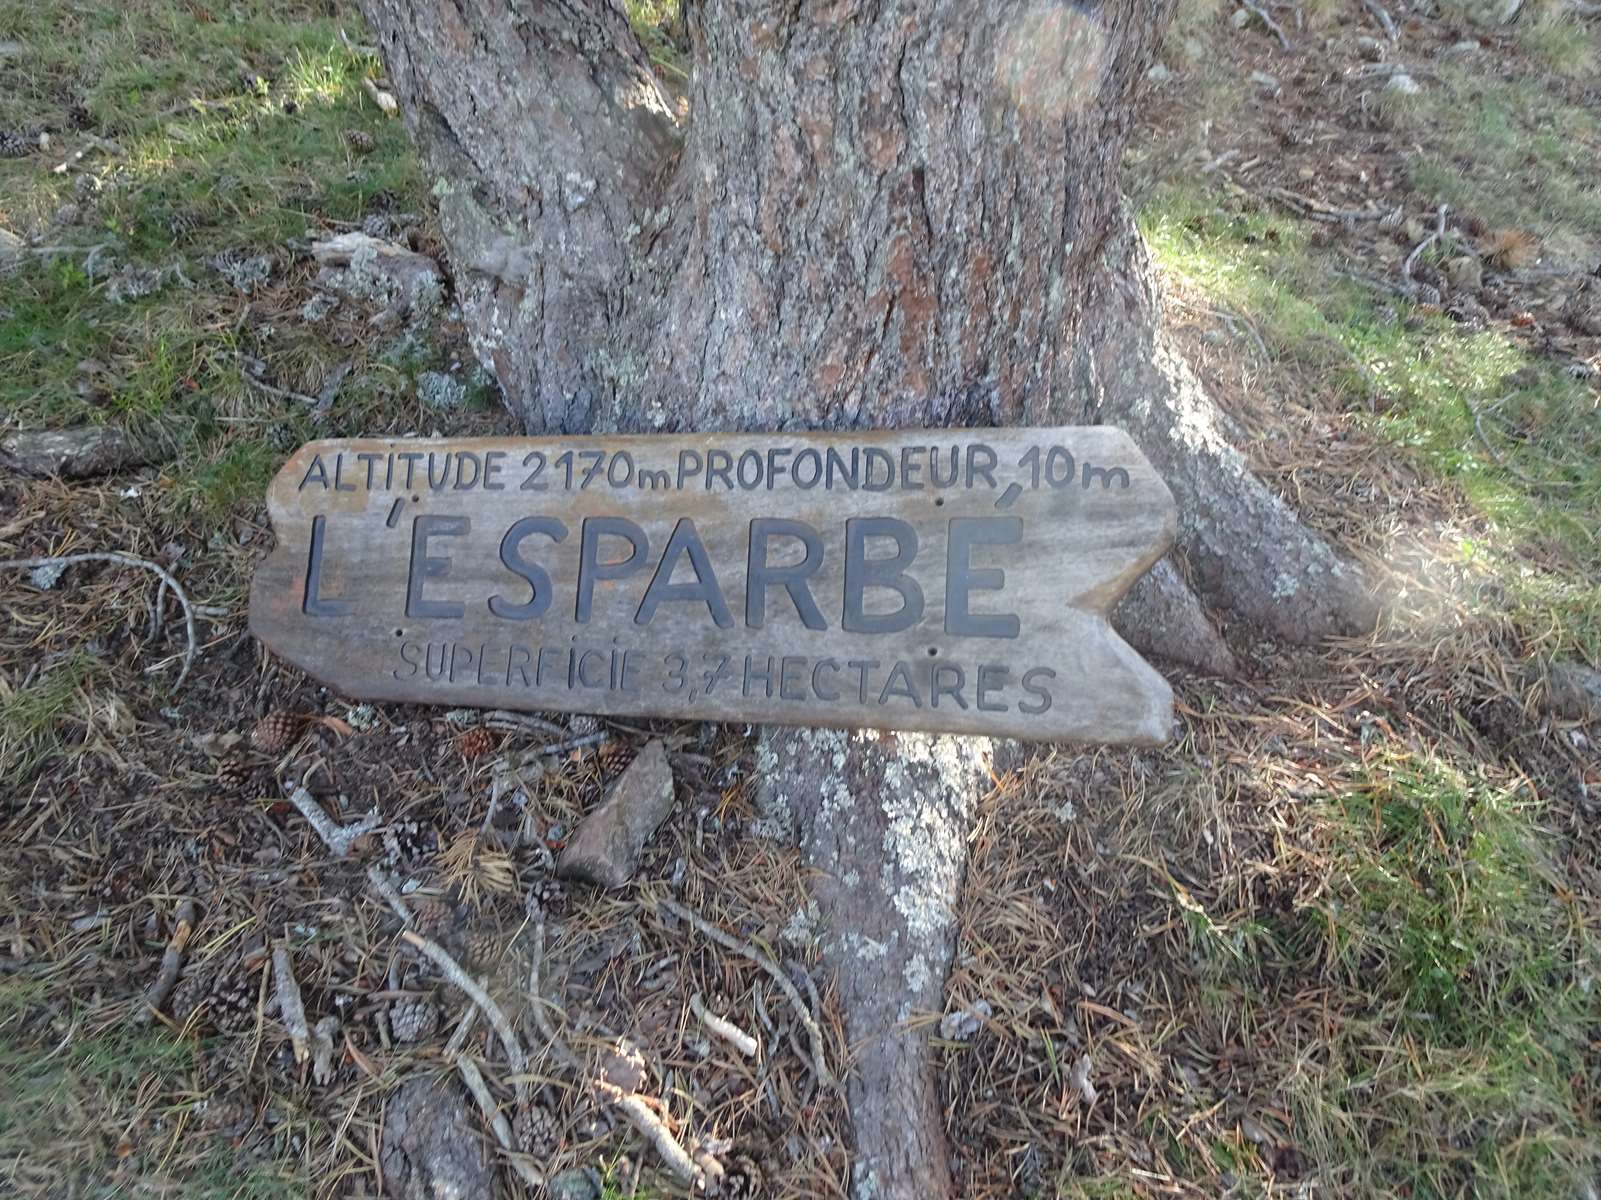 ALTITUDE 2170m PROFONDEUR 10m
L'ESPARBÉ
SUPERFICIE 3,7 HECTARES